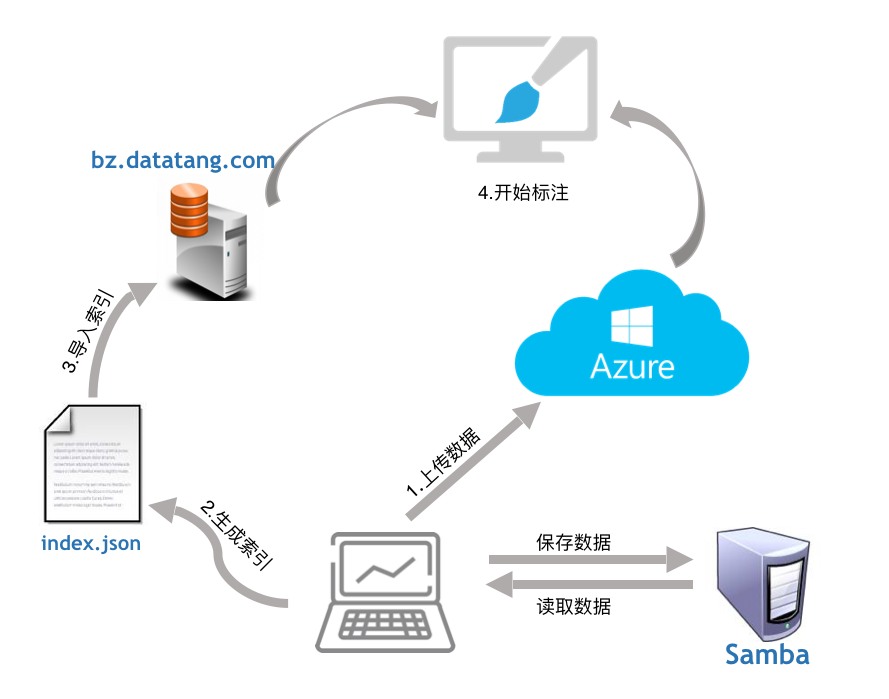 bz.datatang.com
4.开始标注
3.导入索引
Azure
1.上传数据
2.生成索引
index.json
保存数据
读取数据
Samba